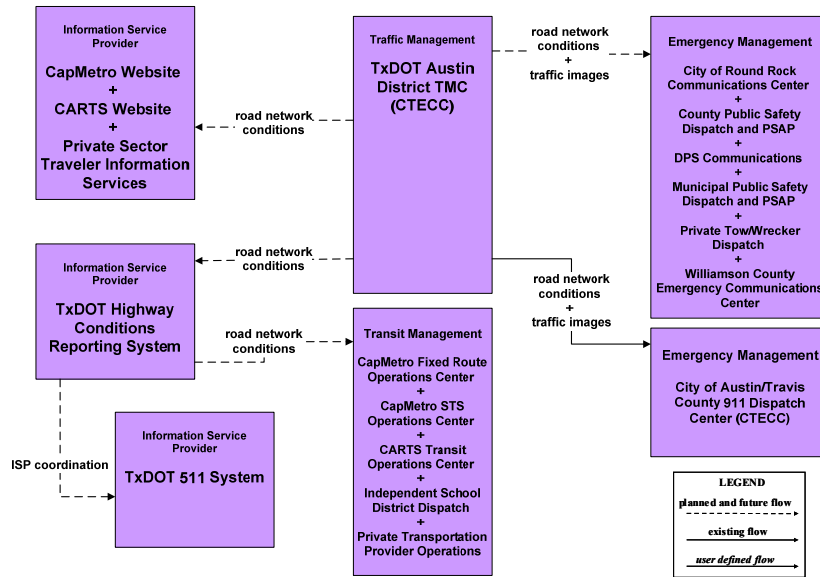 Information Service
Provider
CapMetro Website
+
CARTS Website
+
Private Sector
Traveler Information
Services
road network
conditions
Traffic Management
TxDOT Austin
District TMC
(CTECC)
road network
conditions
+
traffic images
Emergency Management
City of Round Rock
Communications Center
+
County Public Safety
Dispatch and PSAP
+
DPS Communications
+
Municipal Public Safety
Dispatch and PSAP
+
Private Tow/Wrecker
Dispatch
+
Williamson County
Emergency Communications
Center
Information Service
Provider
TxDOT Highway
Conditions
Reporting System
road network
conditions
road network
conditions
road network
conditions
+
traffic images
Transit Management
CapMetro Fixed Route
Operations Center
+
CapMetro STS
Operations Center
+
CARTS Transit
Operations Center
+
Independent School
District Dispatch
+
Private Transportation
Provider Operations
Emergency Management
City of Austin/Travis
County 911 Dispatch
Center (CTECC)
ISP coordination
Information Service
Provider
TxDOT 511 System
LEGEND
planned and future flow
existing flow
user defined flow